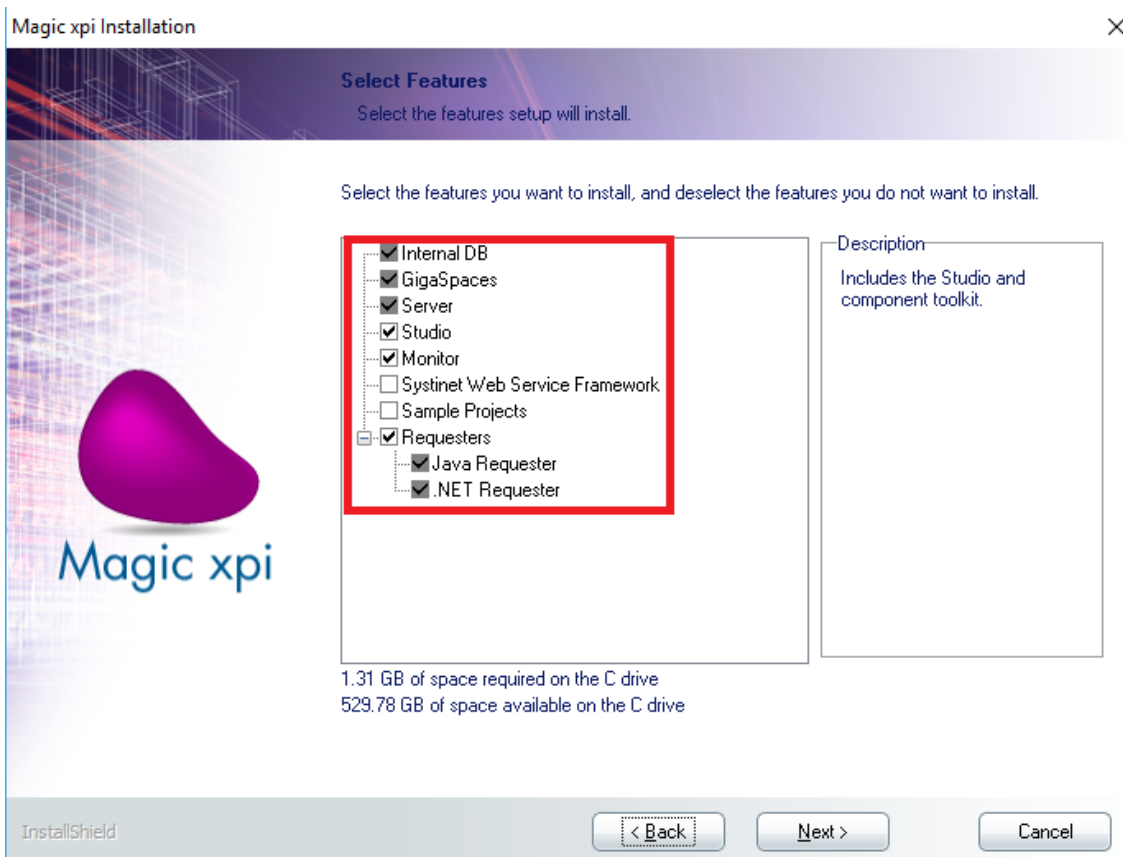 Magic xpi Installation
Select Features
Select the features setup will install.
Select the features you want to install, and deselect the features you do not want to install.
Internal DB
GigaSpaces
Server
Studio
Monitor
Systinet Web Service Framework
Sample Projects
Requesters
Java Requester
.NET Requester
Description
Includes the Studio and
component toolkit.
Magic xpi
1.31 GB of space required on the C drive
529.78 GB of space available on the C drive
InstallShield
< Back
Next >
Cancel